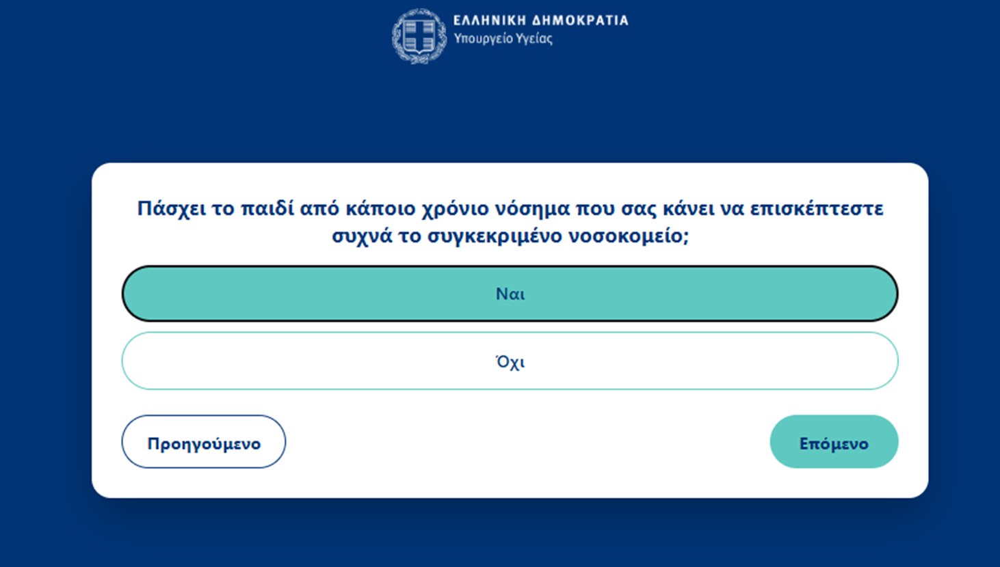 ΕΛΛΗΝΙΚΗ ΔΗΜΟΚΡΑΤΙΑ
Υπουργείο Υγείας
Πάσχει το παιδί από κάποιο χρόνιο νόσημα που σας κάνει να επισκέπτεστε
συχνά το συγκεκριμένο νοσοκομείο;
Ναι
Όχι
Προηγούμενο
Επόμενο